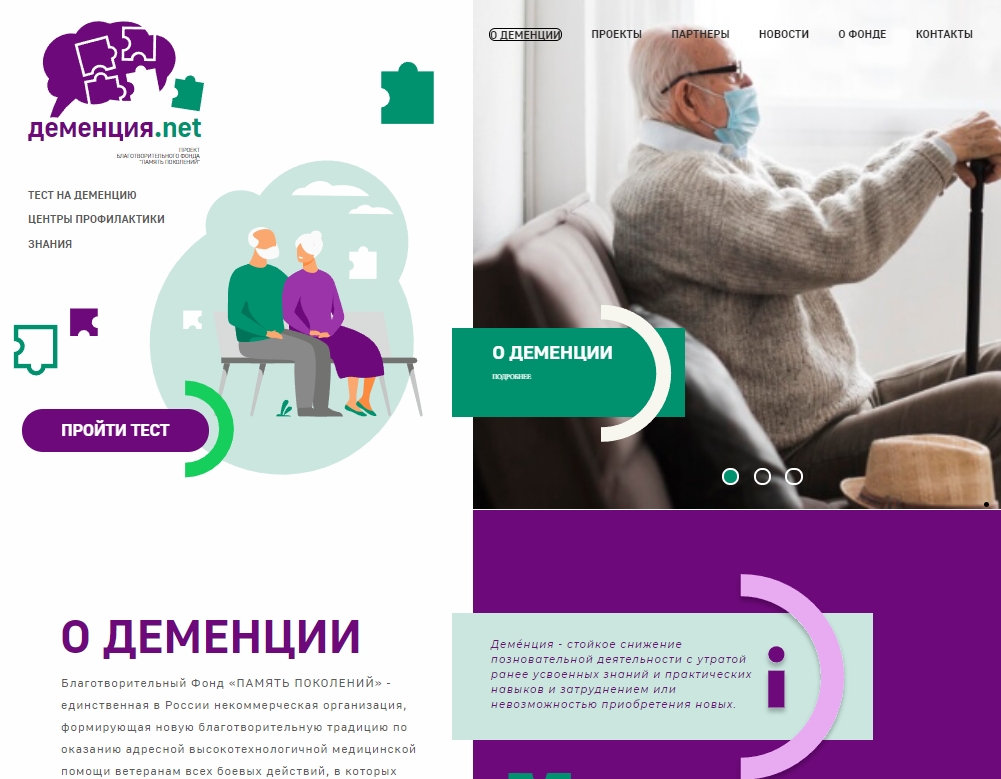 О ДЕМЕНЦИИ ПРОЕКТЫ ПАРТНЕРЫ НОВОСТИ О ФОНДЕ КОНТАКТЫ
деменция.net
ПРОЕКТ
БЛАГОТВОРИТЕЛЬНОГО ФОНДА
"ПАМЯТЬ ПОКОЛЕНИЙ"
ТЕСТ НА ДЕМЕНЦИЮ
ЦЕНТРЫ ПРОФИЛАКТИКИ
ЗНАНИЯ
ПРОЙТИ ТЕСТ
О ДЕМЕНЦИИ
ПОДРОБНЕЕ
О ДЕМЕНЦИИ
Благотворительный Фонд «ПАМЯТЬ ПОКОЛЕНИЙ» -
единственная в России некоммерческая организация,
формирующая новую благотворительную традицию по
оказанию адресной высокотехнологичной медицинской
помощи ветеранам всех боевых действий, в которых
Деме́нция - стойкое снижение
позновательной деятельности с утратой
ранее усвоенных знаний и практических
навыков и затруднением или
невозможностью приобретения новых.
i